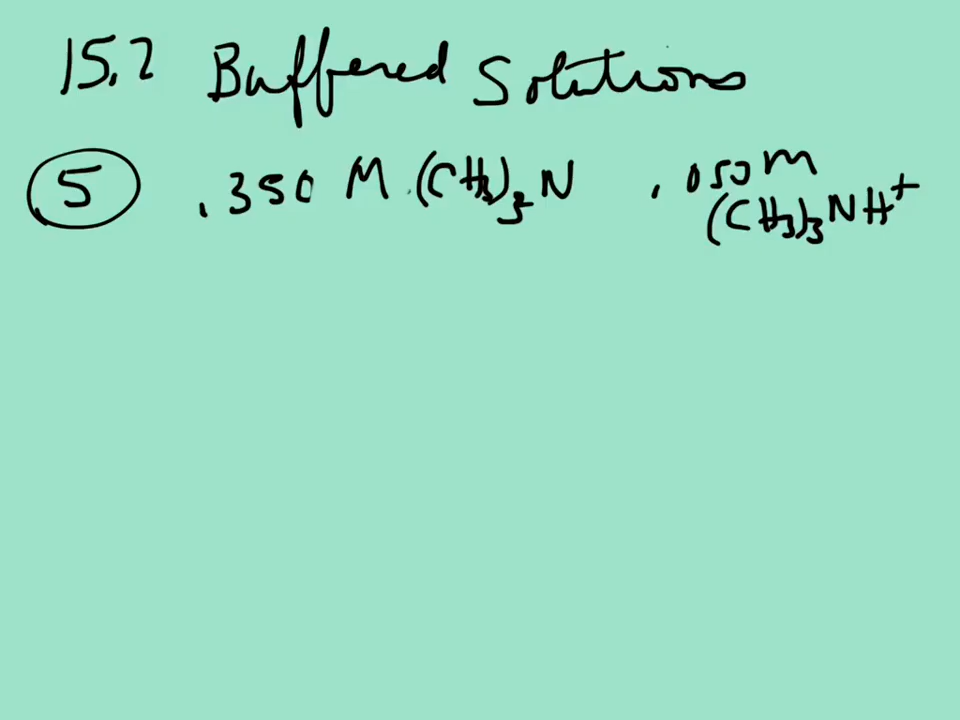 15.2 Buffered Solutions
5 .350 M (CH3)3N .050 M
(CH3)3NH+